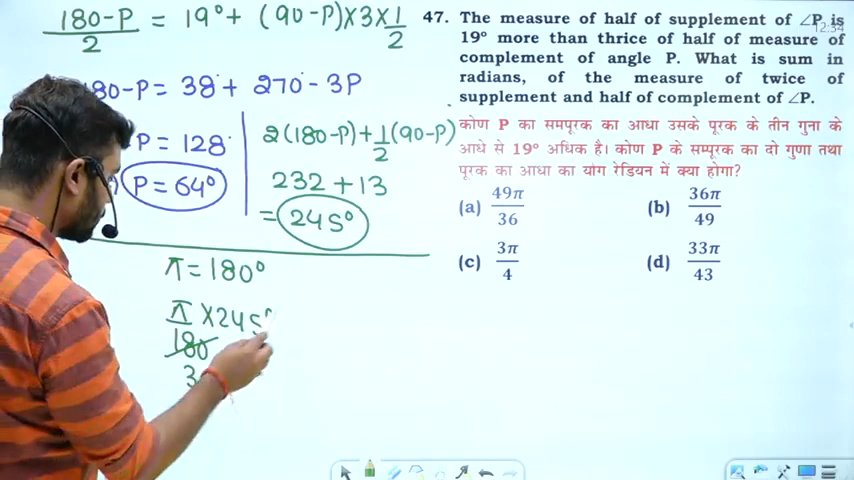 180-P/2 = 19° + (90-P)×3×1/2
180-P = 38 + 270 - 3P
P = 128
P = 64°
2(180-P) + 1/2(90-P)
232 + 13
= 245°
π = 180°
π/180 × 245°
3
47. The measure of half of supplement of ∠P is
19° more than thrice of half of measure of
complement of angle P. What is sum in
radians, of the measure of twice of
supplement and half of complement of ∠P.
कोण P का समपूरक का आधा उसके पूरक के तीन गुना के
आधे से 19° अधिक है। कोण P के सम्पूरक का दो गुणा तथा
पूरक का आधा का योग रेडियन में क्या होगा?
(a) 49π/36 (b) 36π/49
(c) 3π/4 (d) 33π/43
12:34